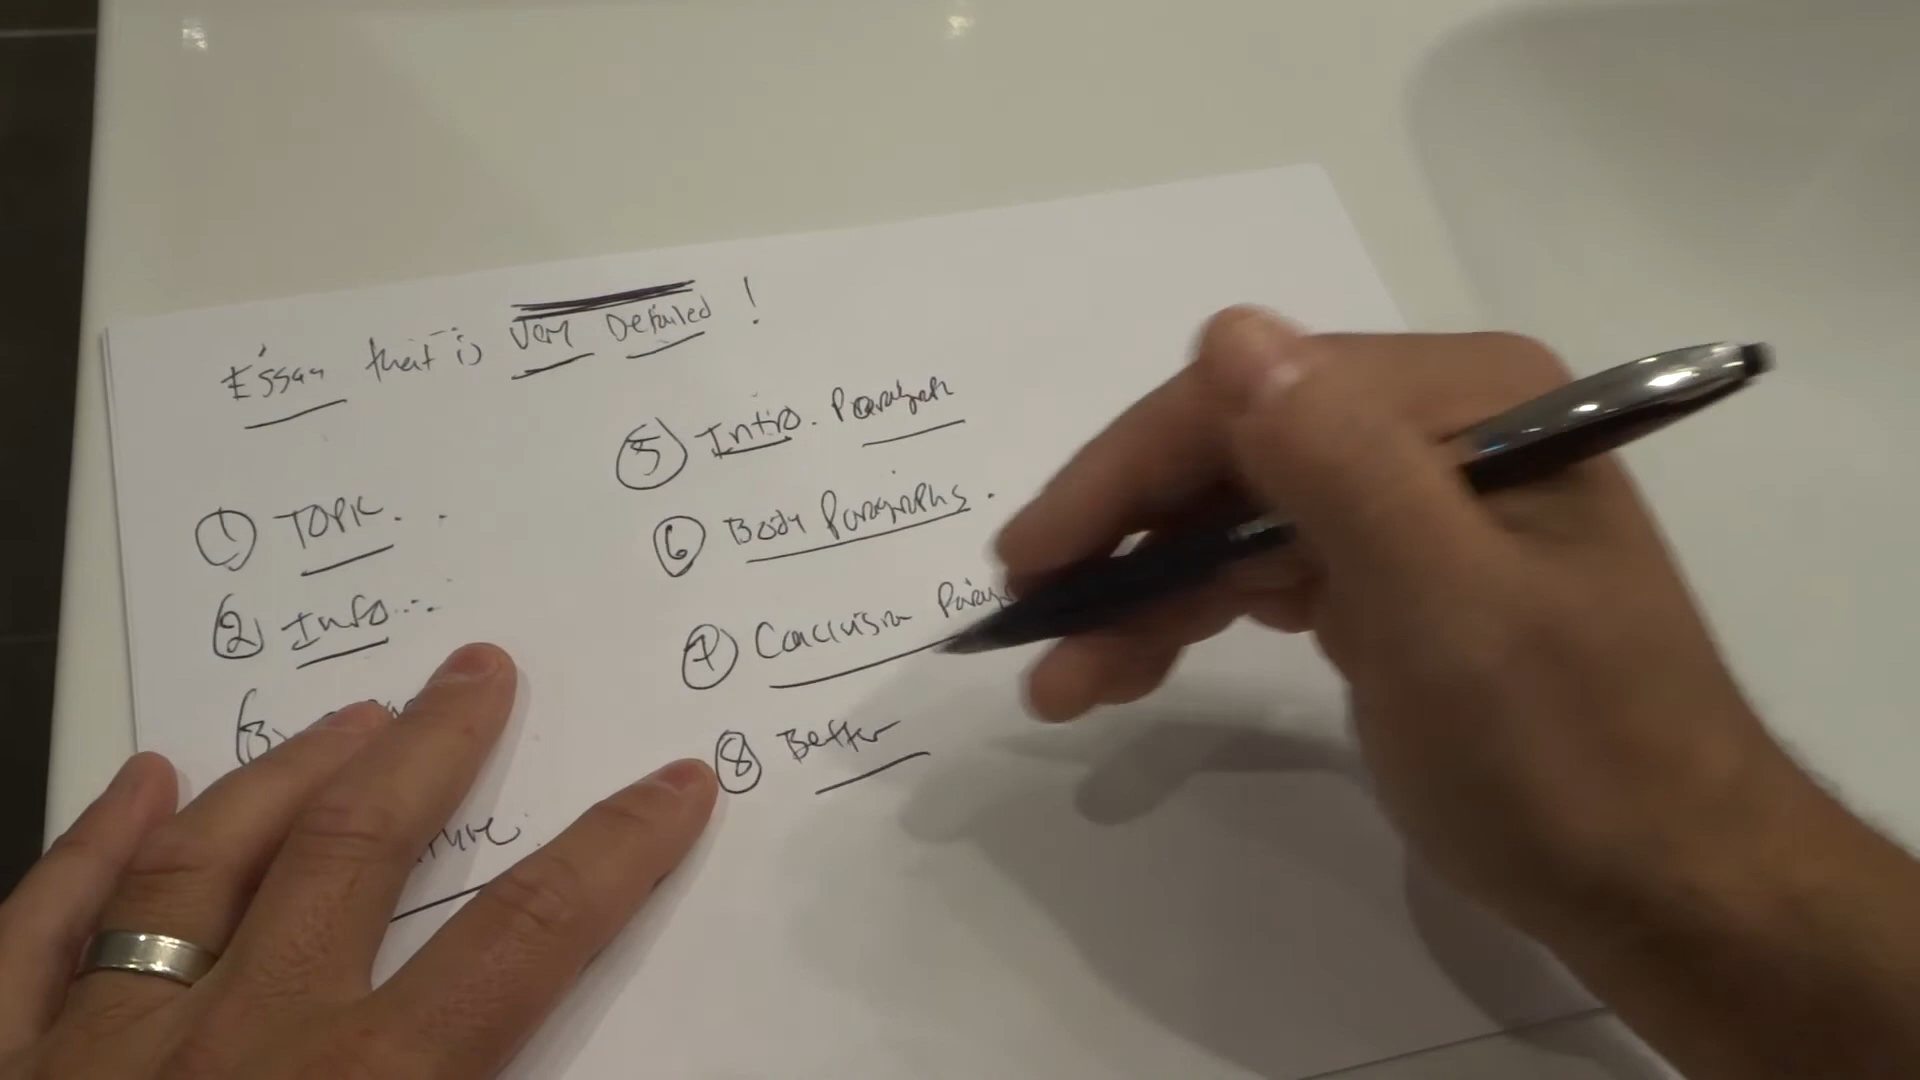 Essay that is Very Detailed !
① TOPIC . .
② Info...
③
⑤ Intro. Paragraph
⑥ Body Paragraphs.
⑦ Conclusion
⑧ Better